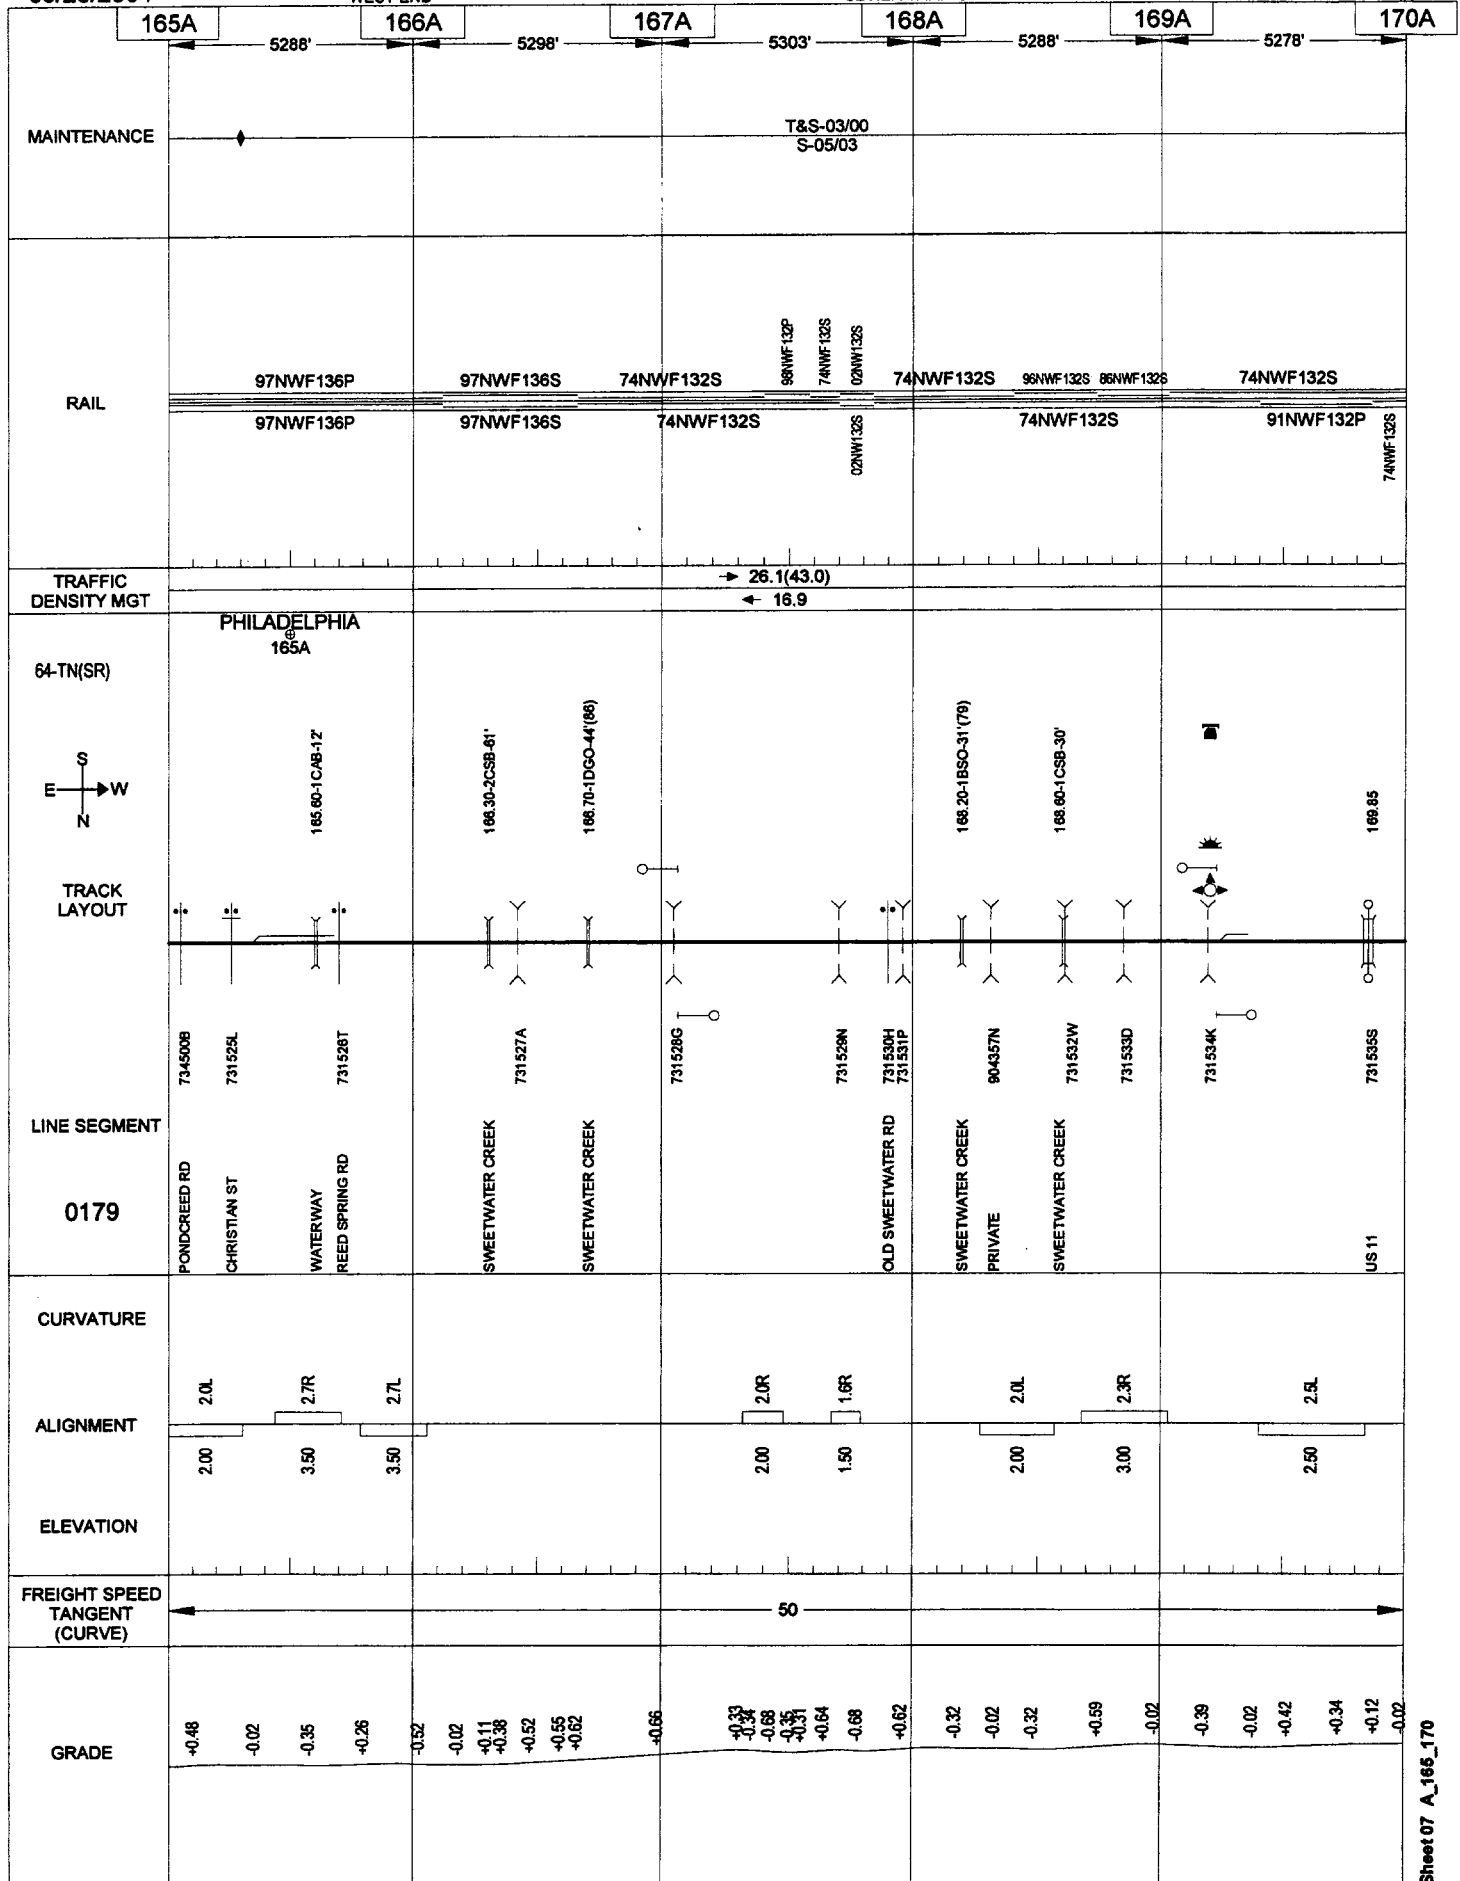 165A 166A 167A 168A 169A 170A
5288' 5298' 5303' 5288' 5278'
MAINTENANCE
T&S-03/00
S-05/03
98NWF132P 74NWF132S 02NW132S
97NWF136P 97NWF136S 74NWF132S 74NWF132S 96NWF132S 86NWF132S 74NWF132S
RAIL
97NWF136P 97NWF136S 74NWF132S 02NW132S 74NWF132S 91NWF132P 74NWF132S
TRAFFIC
DENSITY MGT
26.1(43.0)
16.9
PHILADELPHIA
165A
64-TN(SR)
S
E W
N
165.60-1CAB-12' 166.30-2CSB-61' 166.70-1DGO-44'(86) 168.20-1BSO-31'(79) 168.60-1CSB-30' 169.85
TRACK
LAYOUT
734500B 731525L 731526T 731527A 731528G 731529N 731530H 731531P 904357N 731532W 731533D 731534K 731535S
LINE SEGMENT
0179
PONDCREED RD
CHRISTIAN ST
WATERWAY
REED SPRING RD
SWEETWATER CREEK
SWEETWATER CREEK
OLD SWEETWATER RD
SWEETWATER CREEK
PRIVATE
SWEETWATER CREEK
US 11
CURVATURE
2.0L 2.7R 2.7L 2.0R 1.6R 2.0L 2.3R 2.5L
ALIGNMENT
2.00 3.50 3.50 2.00 1.50 2.00 3.00 2.50
ELEVATION
FREIGHT SPEED
TANGENT
(CURVE)
50
GRADE
+0.48 -0.02 -0.35 +0.26 -0.52 -0.02 +0.11 +0.38 +0.52 +0.55 +0.62 +0.66 +0.33 -0.34 -0.68 -0.35 +0.31 +0.64 -0.68 +0.62 -0.32 -0.02 -0.32 +0.59 -0.02 -0.39 -0.02 +0.42 +0.34 +0.12 -0.02
Sheet 07 A_165_170